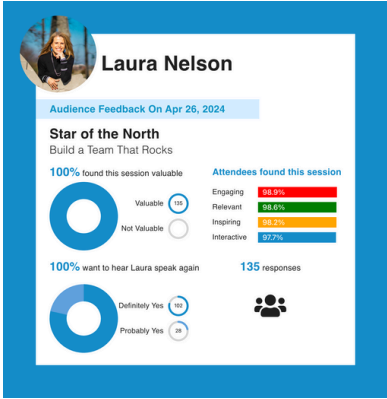 Laura Nelson
Audience Feedback On Apr 26, 2024
Star of the North
Build a Team That Rocks
100% found this session valuable
Valuable 135
Not Valuable
Attendees found this session
Engaging 98.9%
Relevant 98.6%
Inspiring 98.2%
Interactive 97.7%
100% want to hear Laura speak again
Definitely Yes 102
Probably Yes 28
135 responses